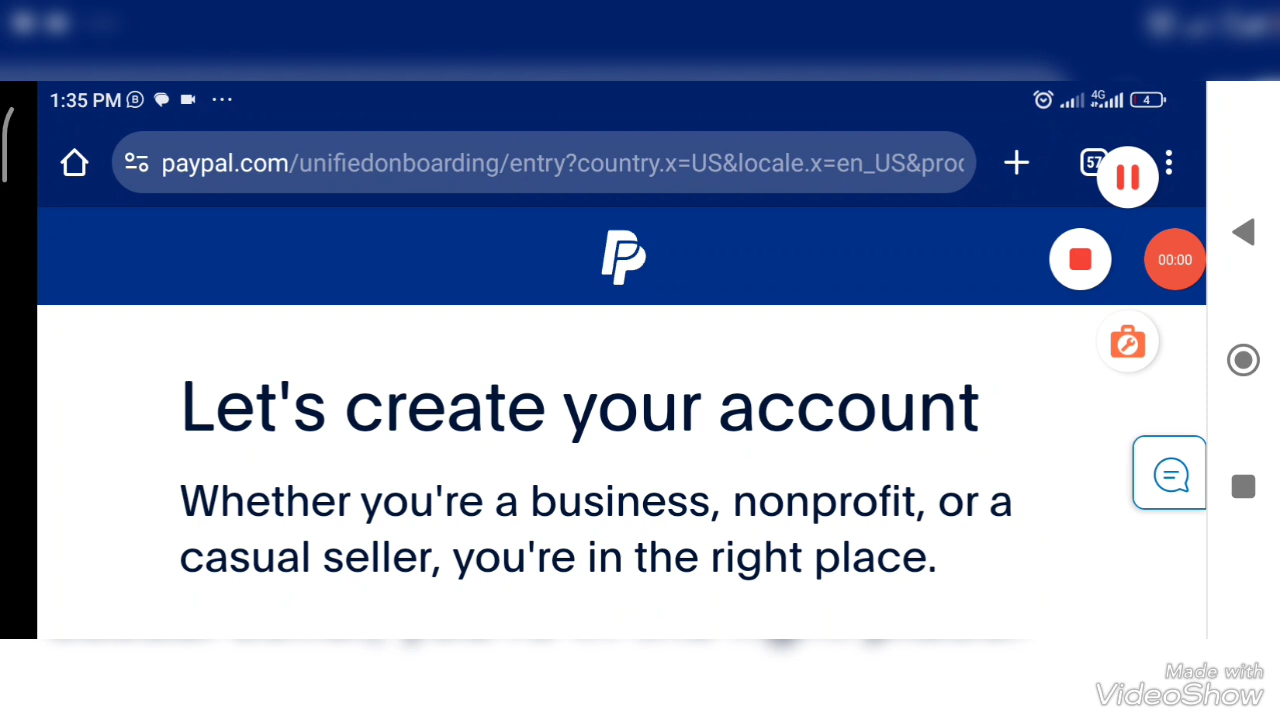 1:35 PM
4G
4
paypal.com/unifiedonboarding/entry?country.x=US&locale.x=en_US&proc
57
00:00
Let's create your account
Whether you're a business, nonprofit, or a
casual seller, you're in the right place.
Made with
VideoShow